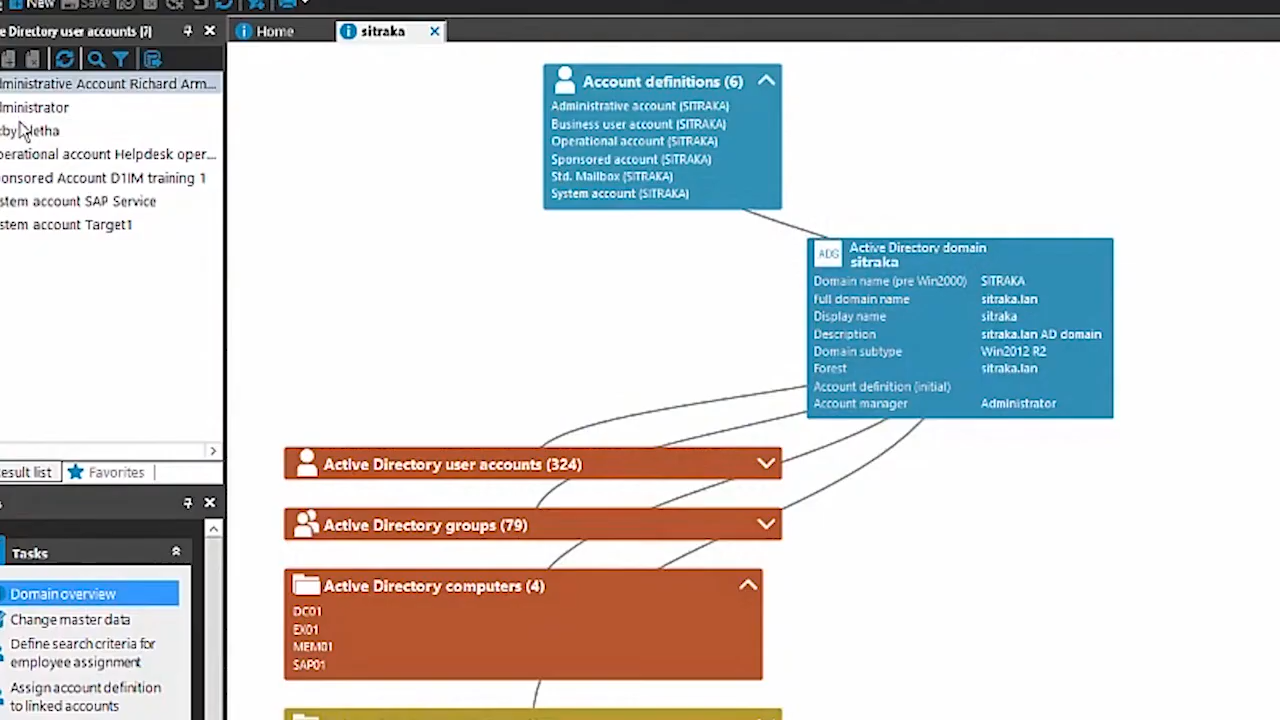 New Save
e Directory user accounts [7]
Home
sitraka
dministrative Account Richard Arm...
dministrator
perational account Helpdesk oper...
onsored Account D1IM training 1
stem account SAP Service
stem account Target1
esult list
Favorites
Tasks
Domain overview
Change master data
Define search criteria for
employee assignment
Assign account definition
to linked accounts
Account definitions (6)
Administrative account (SITRAKA)
Business user account (SITRAKA)
Operational account (SITRAKA)
Sponsored account (SITRAKA)
Std. Mailbox (SITRAKA)
System account (SITRAKA)
ADS
Active Directory domain
sitraka
Domain name (pre Win2000) SITRAKA
Full domain name sitraka.lan
Display name sitraka
Description sitraka.lan AD domain
Domain subtype Win2012 R2
Forest sitraka.lan
Account definition (initial)
Account manager Administrator
Active Directory user accounts (324)
Active Directory groups (79)
Active Directory computers (4)
DC01
EX01
MEM01
SAP01